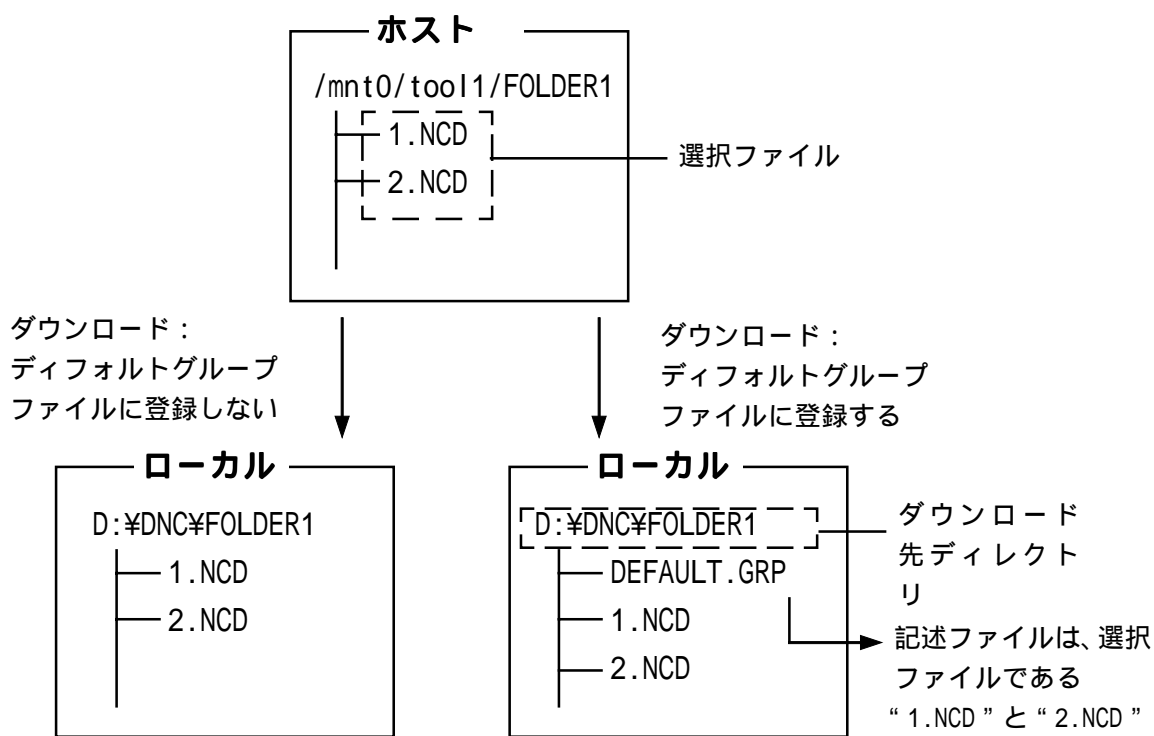 ホスト
/mnt0/tool1/FOLDER1
1.NCD
2.NCD
選択ファイル
ダウンロード：
ディフォルトグループ
ファイルに登録しない
ダウンロード：
ディフォルトグループ
ファイルに登録する
ローカル
D:¥DNC¥FOLDER1
1.NCD
2.NCD
ローカル
D:¥DNC¥FOLDER1
DEFAULT.GRP
1.NCD
2.NCD
ダウンロード
先ディレクト
リ
記述ファイルは、選択
ファイルである
“1.NCD”と“2.NCD”